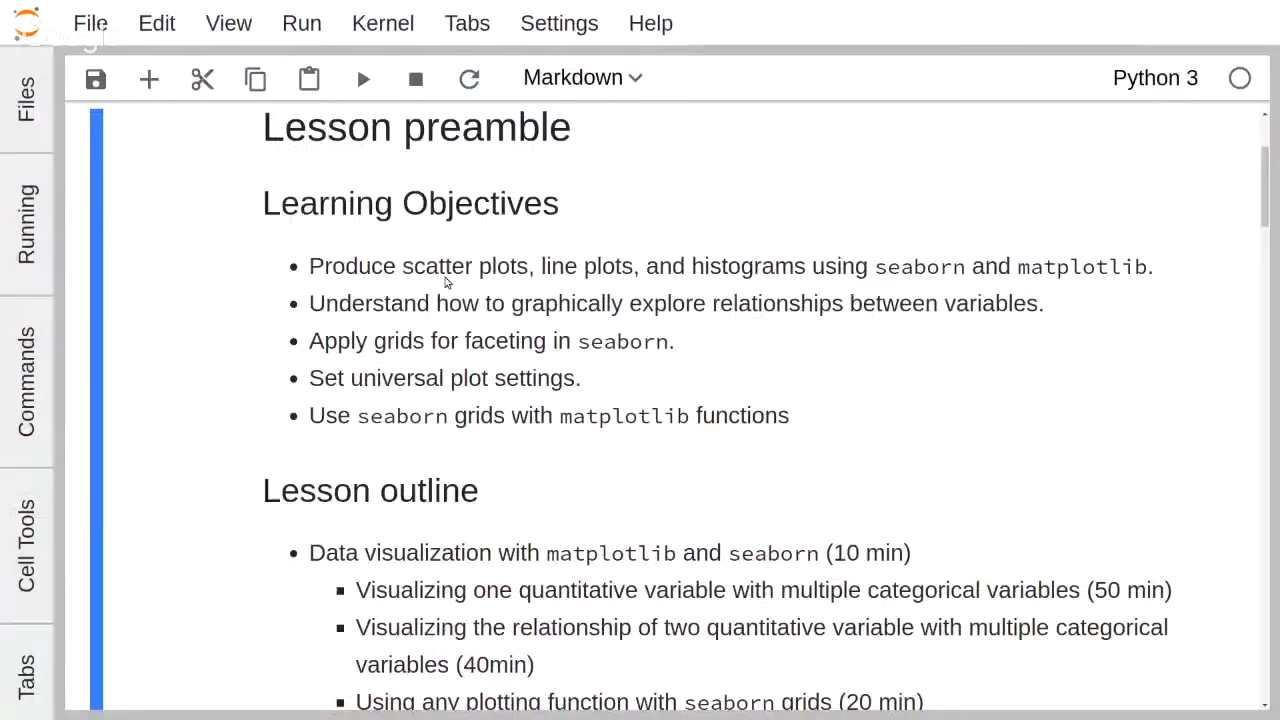 File Edit View Run Kernel Tabs Settings Help
Markdown Python 3
Files
Running
Commands
Cell Tools
Tabs
Lesson preamble
Learning Objectives
• Produce scatter plots, line plots, and histograms using seaborn and matplotlib.
• Understand how to graphically explore relationships between variables.
• Apply grids for faceting in seaborn.
• Set universal plot settings.
• Use seaborn grids with matplotlib functions
Lesson outline
• Data visualization with matplotlib and seaborn (10 min)
▪ Visualizing one quantitative variable with multiple categorical variables (50 min)
▪ Visualizing the relationship of two quantitative variable with multiple categorical
variables (40min)
▪ Using any plotting function with seaborn grids (20 min)